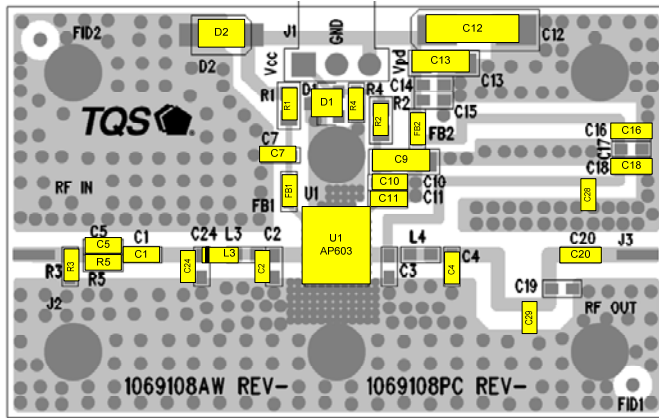 FID2
D2
D2
J1
GND
Vcc
Vpd
C12
C12
C13
C13
C14
C15
TQS
R1
R1
D1
D1
R4
R4
R2
R2
FB2
C16
C16
C17
C18
C18
C7
C7
C9
C10
C10
C11
C11
RF IN
FB1
FB1
U1
C28
U1
AP603
C5
C5
C1
C1
R3
R3
R5
R5
C24
C24
L3
L3
C2
C2
C3
L4
C4
C4
C20
C20
J3
J2
C19
C29
RF OUT
1069108AW REV-
1069108PC REV-
FID1